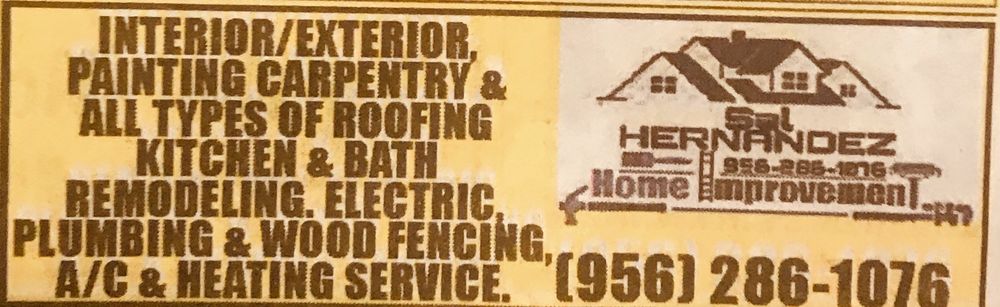 INTERIOR/EXTERIOR,
PAINTING CARPENTRY &
ALL TYPES OF ROOFING
KITCHEN & BATH
REMODELING. ELECTRIC,
PLUMBING & WOOD FENCING,
A/C & HEATING SERVICE.
Sal
HERNANDEZ
956-286-1076
Home Improvement
(956) 286-1076